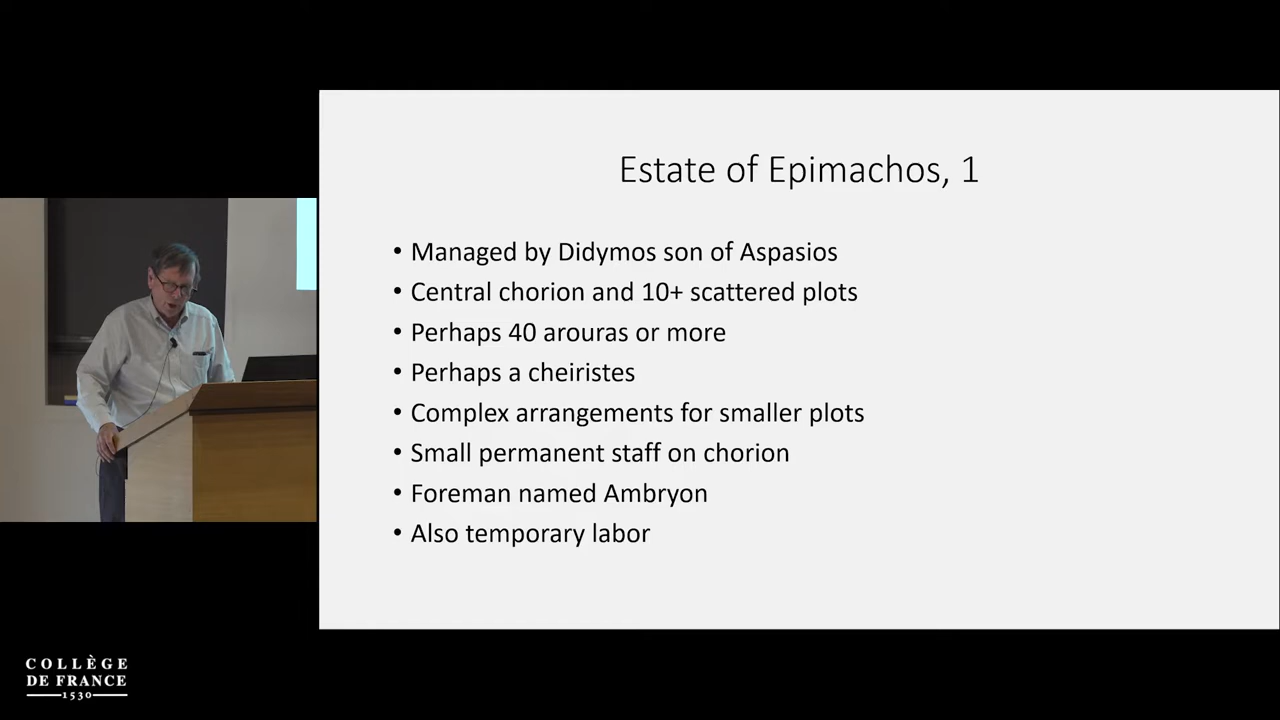 Estate of Epimachos, 1
• Managed by Didymos son of Aspasios
• Central chorion and 10+ scattered plots
• Perhaps 40 arouras or more
• Perhaps a cheiristes
• Complex arrangements for smaller plots
• Small permanent staff on chorion
• Foreman named Ambryon
• Also temporary labor
COLLÈGE
DE FRANCE
1530